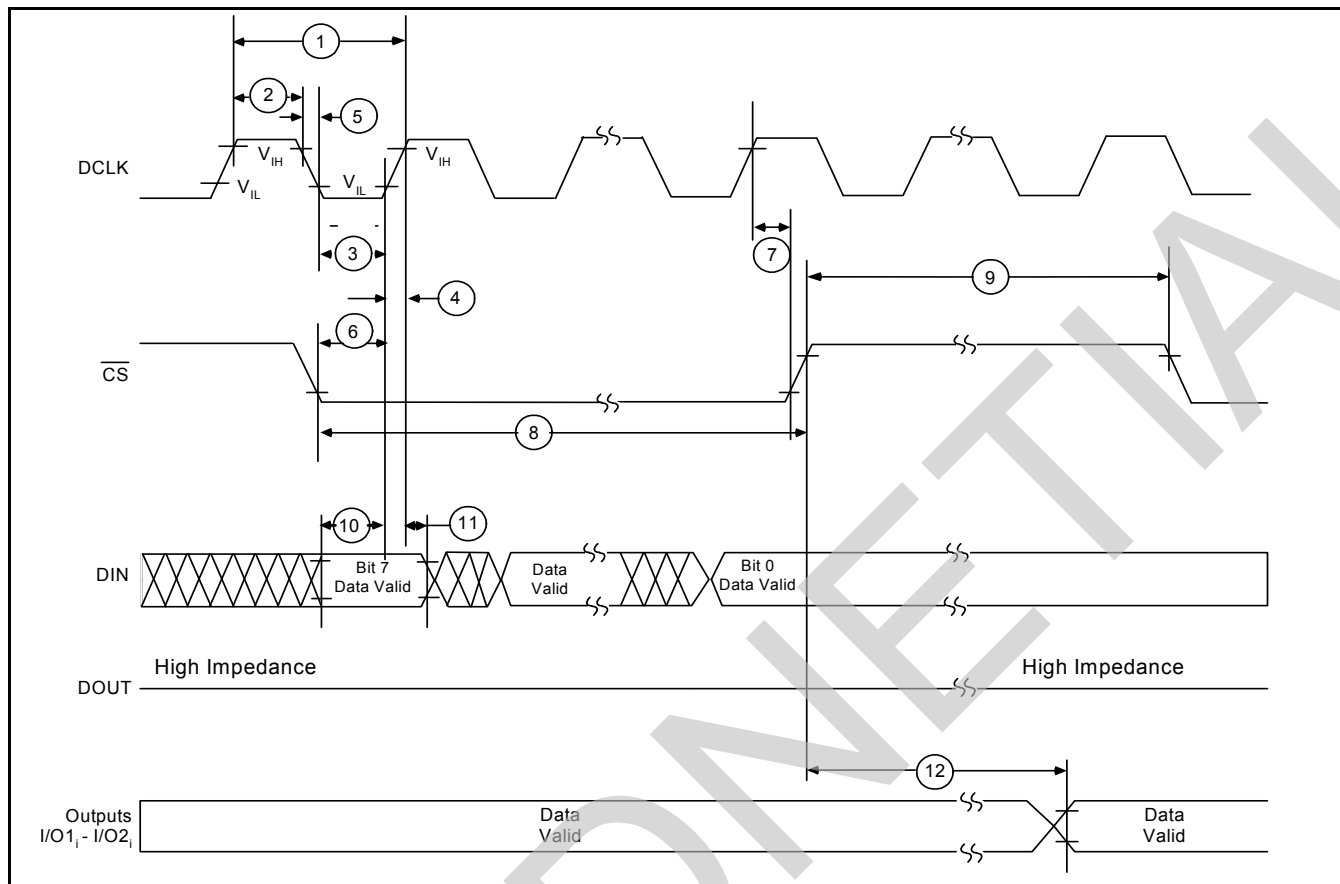 1
2
5
DCLK
V_IH
V_IL
V_IL
V_IH
3
7
4
9
6
CS
8
10
11
DIN
Bit 7
Data Valid
Data
Valid
Bit 0
Data Valid
High Impedance
High Impedance
DOUT
12
Outputs
I/O1_i - I/O2_i
Data
Valid
Data
Valid
DNETIAL